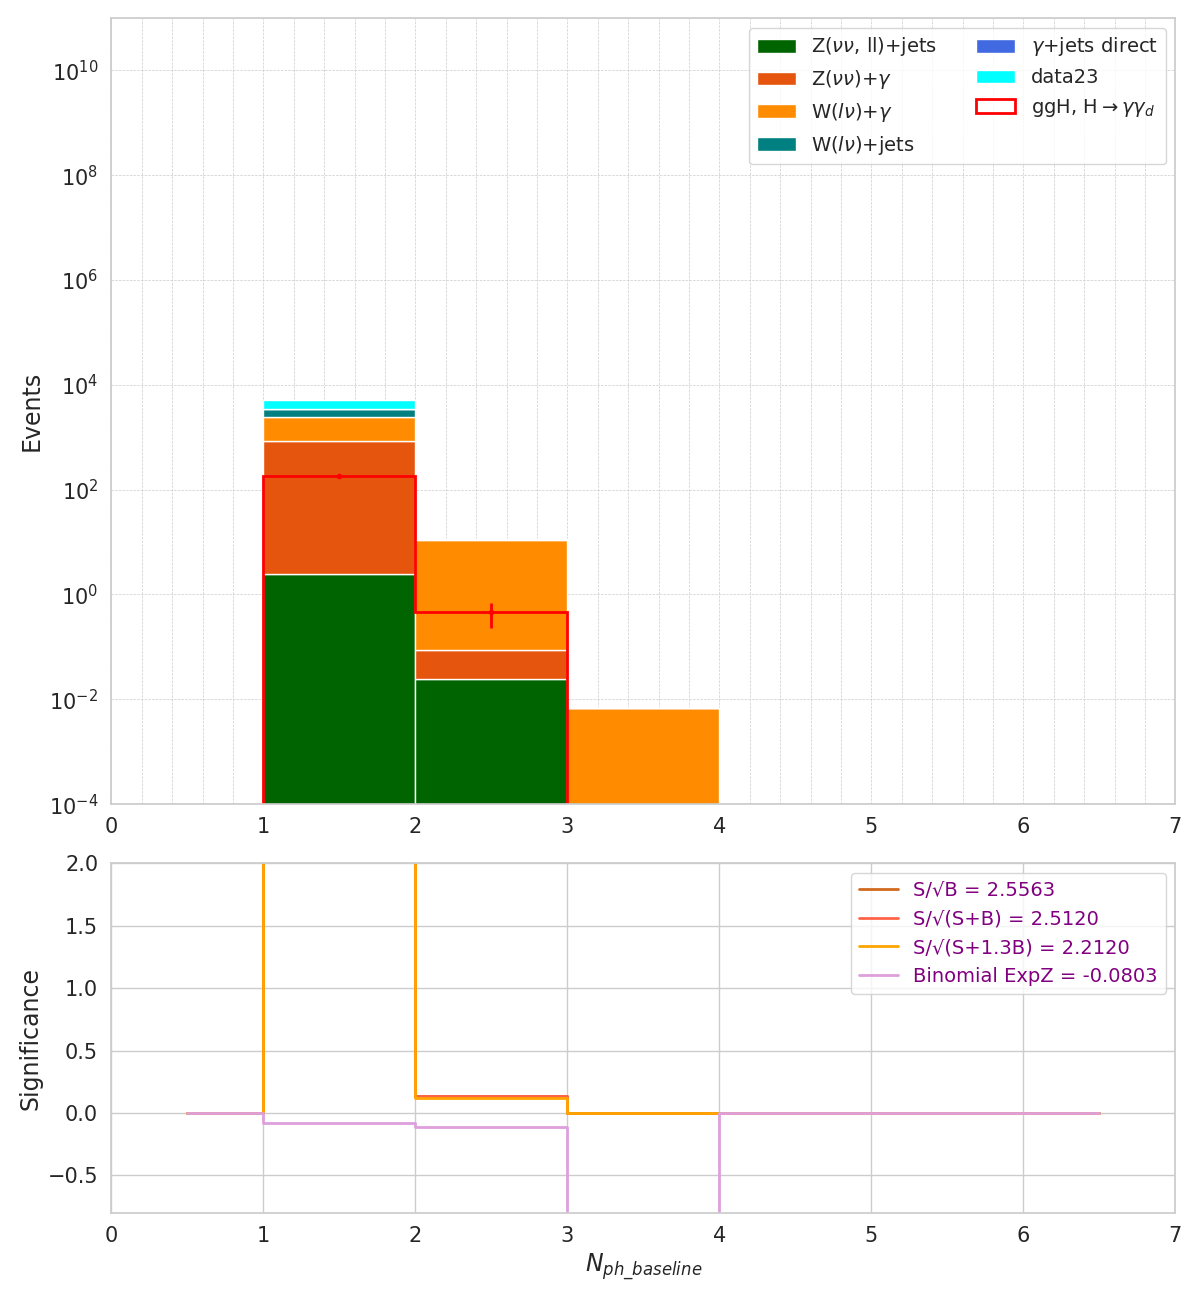 Z(νν, ll)+jets
Z(νν)+γ
W(lν)+γ
W(lν)+jets
γ+jets direct
data23
ggH, H→γγ_d
Events
10^10
10^8
10^6
10^4
10^2
10^0
10^−2
10^−4
0 1 2 3 4 5 6 7
S/√B = 2.5563
S/√(S+B) = 2.5120
S/√(S+1.3B) = 2.2120
Binomial ExpZ = -0.0803
Significance
2.0
1.5
1.0
0.5
0.0
−0.5
0 1 2 3 4 5 6 7
N_ph_baseline